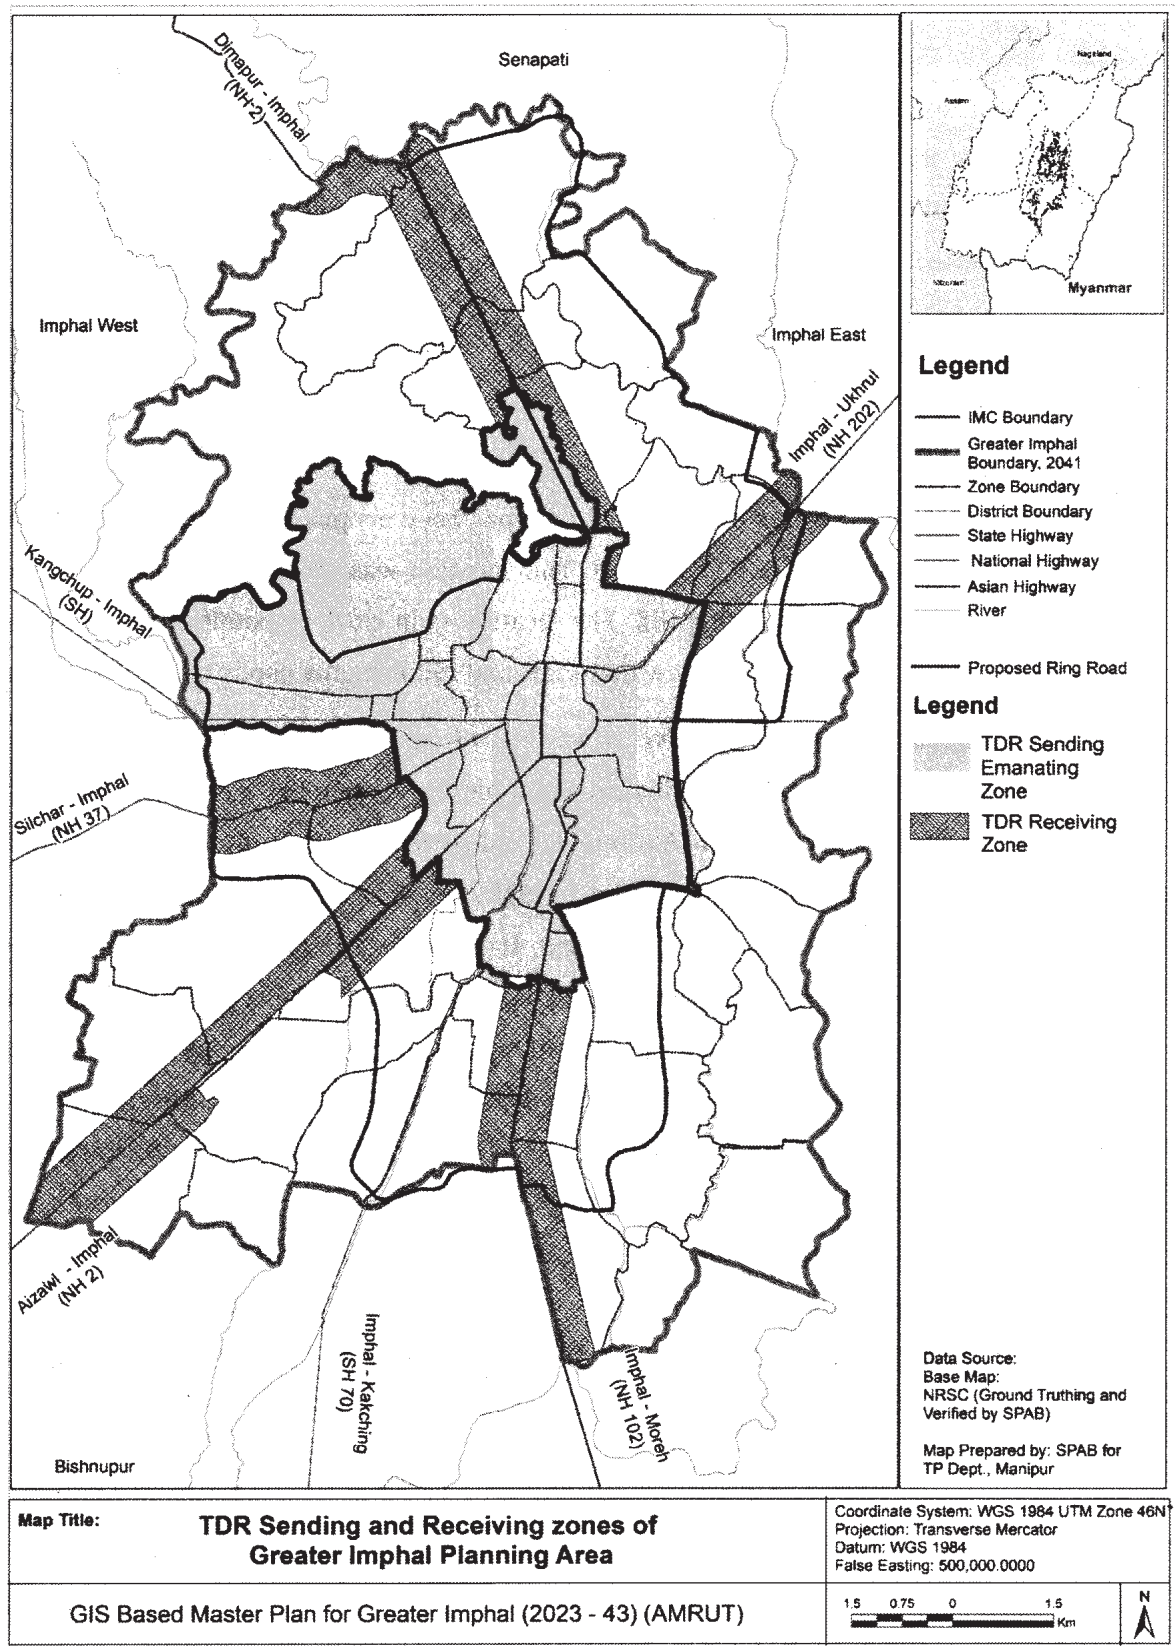 Senapati
Dimapur - Imphal
(NH-2)
Imphal West
Imphal East
Imphal - Ukhrul
(NH 202)
Kangchup - Imphal
(SH)
Silchar - Imphal
(NH 37)
Aizawl - Imphal
(NH 2)
Imphal - Kakching
(SH 70)
Imphal - Moreh
(NH 102)
Bishnupur
Nagaland
Myanmar
Legend
IMC Boundary
Greater Imphal
Boundary, 2041
Zone Boundary
District Boundary
State Highway
National Highway
Asian Highway
River
Proposed Ring Road
Legend
TDR Sending
Emanating
Zone
TDR Receiving
Zone
Data Source:
Base Map:
NRSC (Ground Truthing and
Verified by SPAB)
Map Prepared by: SPAB for
TP Dept., Manipur
Map Title:
TDR Sending and Receiving zones of
Greater Imphal Planning Area
GIS Based Master Plan for Greater Imphal (2023 - 43) (AMRUT)
Coordinate System: WGS 1984 UTM Zone 46N
Projection: Transverse Mercator
Datum: WGS 1984
False Easting: 500,000.0000
1.5 0.75 0 1.5
Km
N